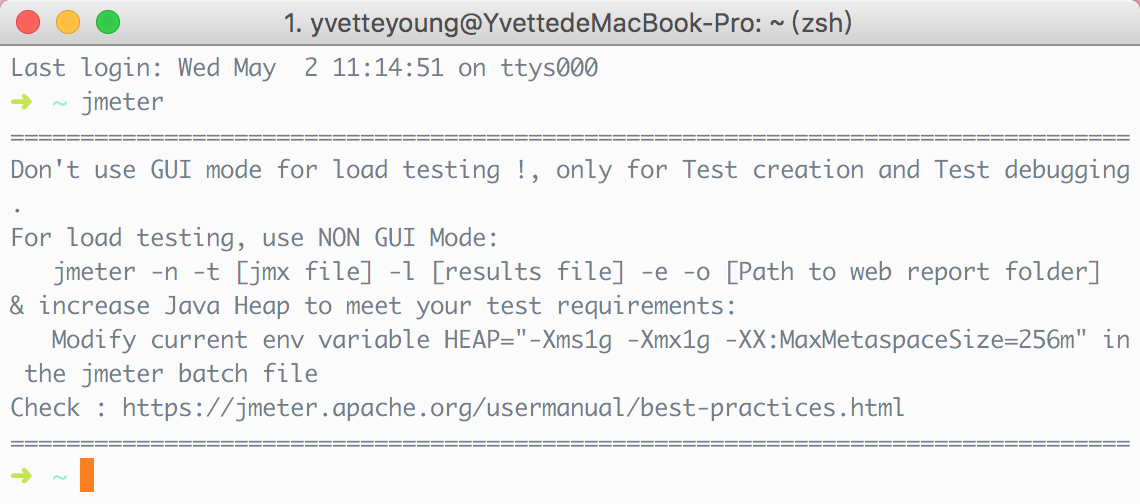 1. yvetteyoung@YvettedeMacBook-Pro: ~ (zsh)
Last login: Wed May  2 11:14:51 on ttys000
➜  ~ jmeter
================================================================================
Don't use GUI mode for load testing !, only for Test creation and Test debugging
.
For load testing, use NON GUI Mode:
   jmeter -n -t [jmx file] -l [results file] -e -o [Path to web report folder]
& increase Java Heap to meet your test requirements:
   Modify current env variable HEAP="-Xms1g -Xmx1g -XX:MaxMetaspaceSize=256m" in
 the jmeter batch file
Check : https://jmeter.apache.org/usermanual/best-practices.html
================================================================================
➜  ~